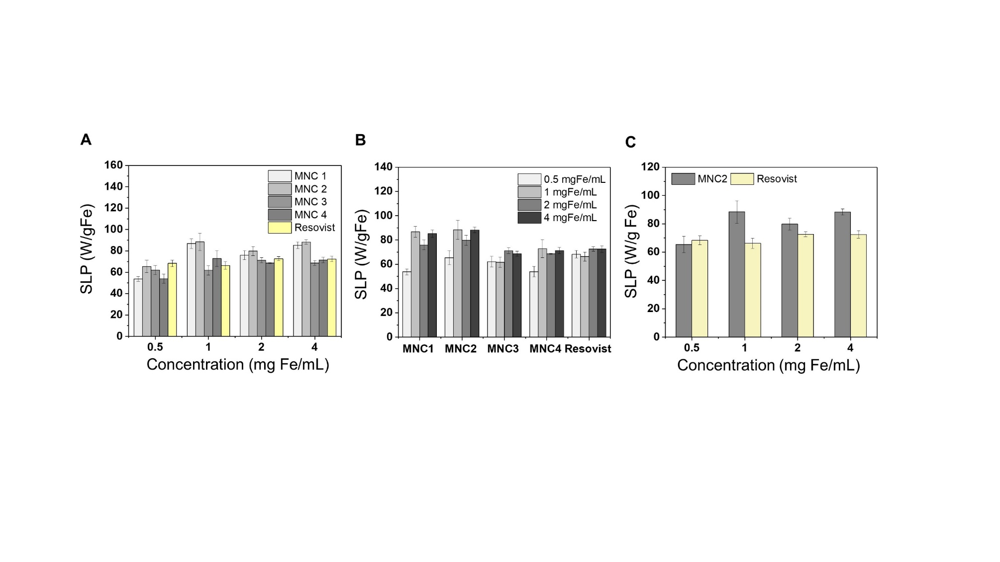 A
160
140
120
100
80
60
40
20
0
SLP (W/gFe)
MNC 1
MNC 2
MNC 3
MNC 4
Resovist
0.5 1 2 4
Concentration (mg Fe/mL)
B
140
120
100
80
60
40
20
0
SLP (W/gFe)
0.5 mgFe/mL
1 mgFe/mL
2 mgFe/mL
4 mgFe/mL
MNC1 MNC2 MNC3 MNC4 Resovist
C
120
100
80
60
40
20
0
SLP (W/g Fe)
MNC2 Resovist
0.5 1 2 4
Concentration (mg Fe/mL)